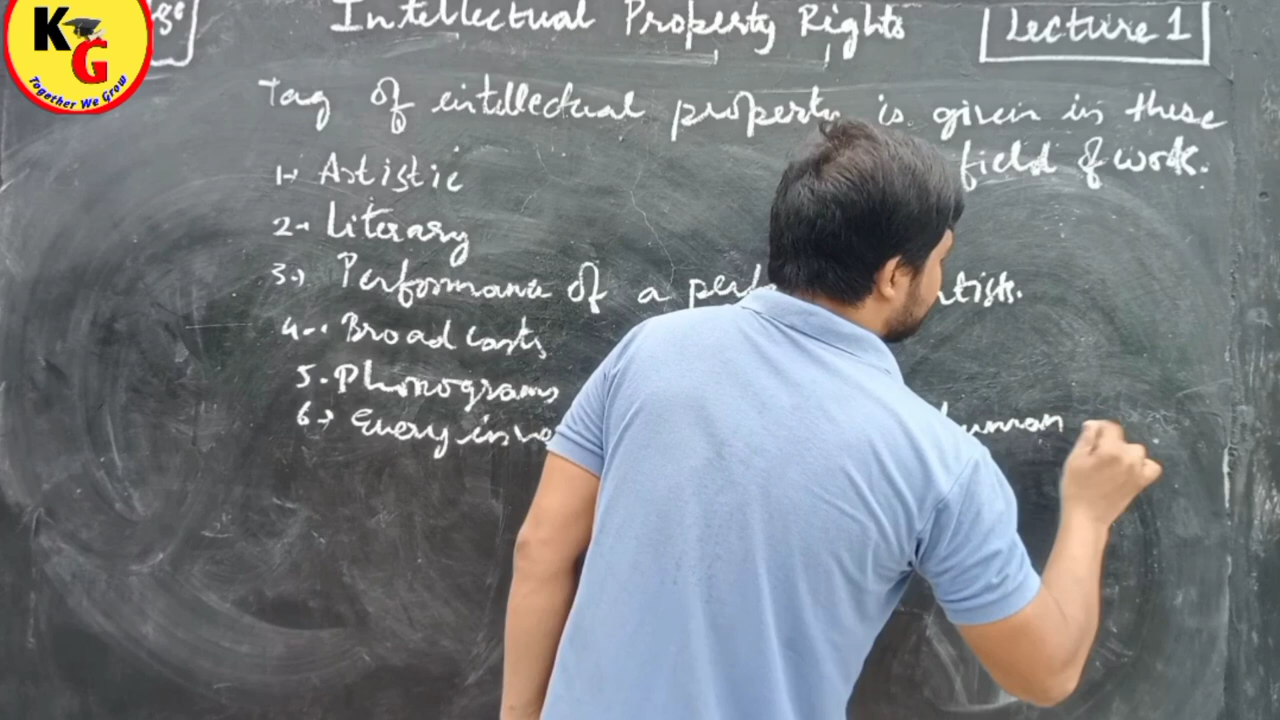 KG
Together We Grow
Intellectual Property Rights
Lecture 1
Tag of intellectual property is given in these
field of work.
1. Artistic
2. Literary
3. Performance of a
4. Broadcasts
5. Phonograms
6. Every human